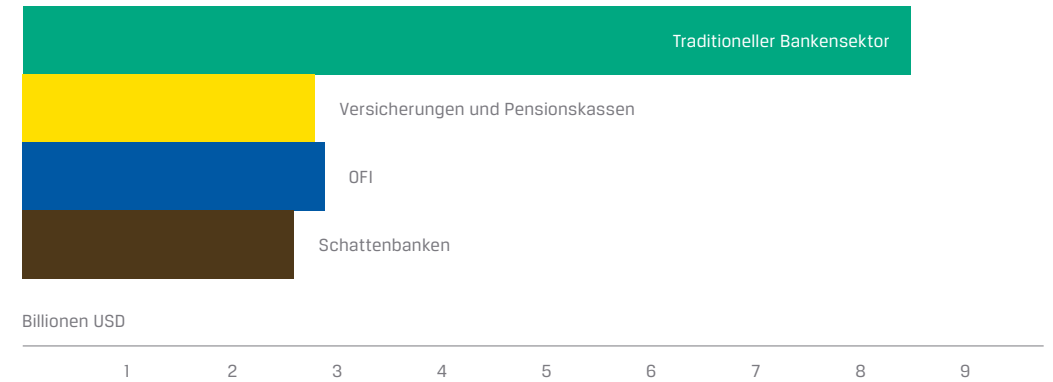 Traditioneller Bankensektor
Versicherungen und Pensionskassen
OFI
Schattenbanken
Billionen USD
1 2 3 4 5 6 7 8 9